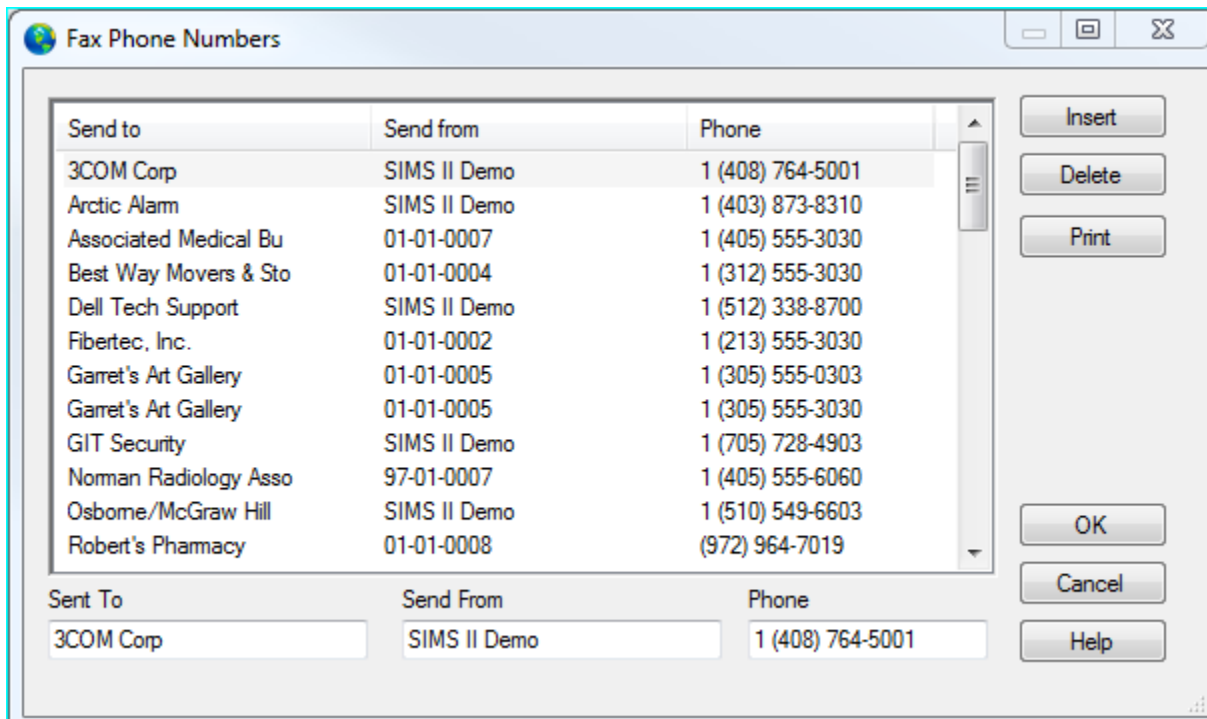 Fax Phone Numbers
Send to Send from Phone
3COM Corp SIMS II Demo 1 (408) 764-5001
Arctic Alarm SIMS II Demo 1 (403) 873-8310
Associated Medical Bu 01-01-0007 1 (405) 555-3030
Best Way Movers & Sto 01-01-0004 1 (312) 555-3030
Dell Tech Support SIMS II Demo 1 (512) 338-8700
Fibertec, Inc. 01-01-0002 1 (213) 555-3030
Garret's Art Gallery 01-01-0005 1 (305) 555-0303
Garret's Art Gallery 01-01-0005 1 (305) 555-3030
GIT Security SIMS II Demo 1 (705) 728-4903
Norman Radiology Asso 97-01-0007 1 (405) 555-6060
Osborne/McGraw Hill SIMS II Demo 1 (510) 549-6603
Robert's Pharmacy 01-01-0008 (972) 964-7019
Sent To Send From Phone
3COM Corp SIMS II Demo 1 (408) 764-5001
Insert
Delete
Print
OK
Cancel
Help